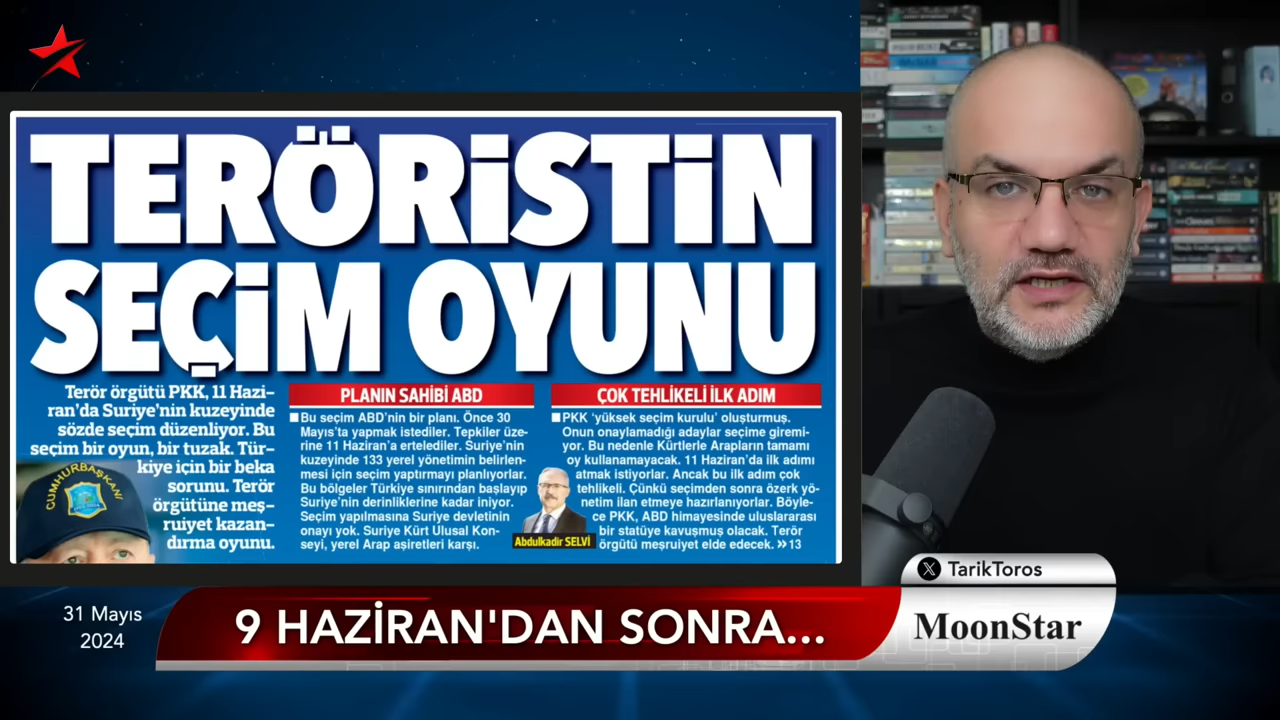 TERÖRİSTİN
SEÇİM OYUNU
Terör örgütü PKK, 11 Hazi-
ran’da Suriye’nin kuzeyinde
sözde seçim düzenliyor. Bu
seçim bir oyun, bir tuzak. Tür-
kiye için bir beka
sorunu. Terör
örgütüne meş-
ruiyet kazan-
dırma oyunu.
CUMHURBAŞKANI
PLANIN SAHİBİ ABD
Bu seçim ABD’nin bir planı. Önce 30
Mayıs’ta yapmak istediler. Tepkiler üze-
rine 11 Haziran’a ertelediler. Suriye’nin
kuzeyinde 133 yerel yönetimin belirlen-
mesi için seçim yaptırmayı planlıyorlar.
Bu bölgeler Türkiye sınırından başlayıp
Suriye’nin derinliklerine kadar iniyor.
Seçim yapılmasına Suriye devletinin
onayı yok. Suriye Kürt Ulusal Kon-
seyi, yerel Arap aşiretleri karşı.
Abdulkadir SELVİ
ÇOK TEHLİKELİ İLK ADIM
PKK ‘yüksek seçim kurulu’ oluşturmuş.
Onun onaylamadığı adaylar seçime giremi-
yor. Bu nedenle Kürtlerle Arapların tamamı
oy kullanamayacak. 11 Haziran’da ilk adımı
atmak istiyorlar. Ancak bu ilk adım çok
tehlikeli. Çünkü seçimden sonra özerk yö-
netim ilan etmeye hazırlanıyorlar. Böyle-
ce PKK, ABD himayesinde uluslararası
bir statüye kavuşmuş olacak. Terör
örgütü meşruiyet elde edecek. »13
TarikToros
31 Mayıs
2024
9 HAZİRAN'DAN SONRA...
MoonStar